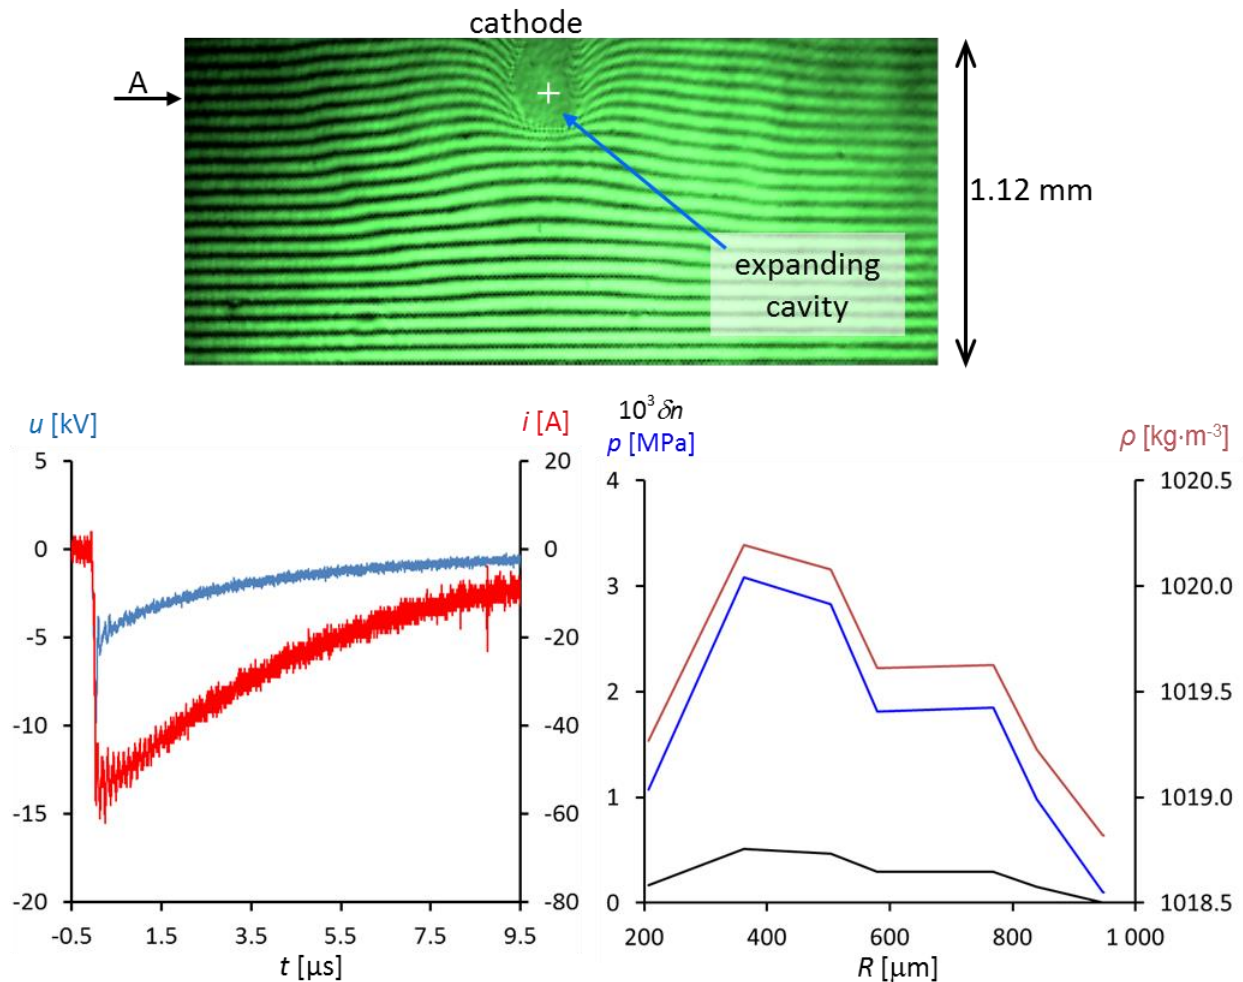 cathode
A
1.12 mm
expanding
cavity
u [kV]
i [A]
5
0
-5
-10
-15
-20
20
0
-20
-40
-60
-80
-0.5 1.5 3.5 5.5 7.5 9.5
t [μs]
10³ δn
p [MPa]
ρ [kg·m⁻³]
4
3
2
1
0
1020.5
1020.0
1019.5
1019.0
1018.5
200 400 600 800 1 000
R [μm]